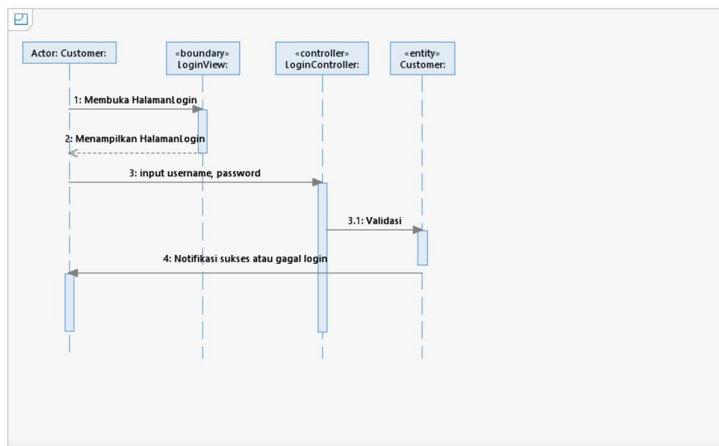 Actor: Customer:
«boundary»
LoginView:
«controller»
LoginController:
«entity»
Customer:
1: Membuka HalamanLogin
2: Menampilkan HalamanLogin
3: input username, password
3.1: Validasi
4: Notifikasi sukses atau gagal login